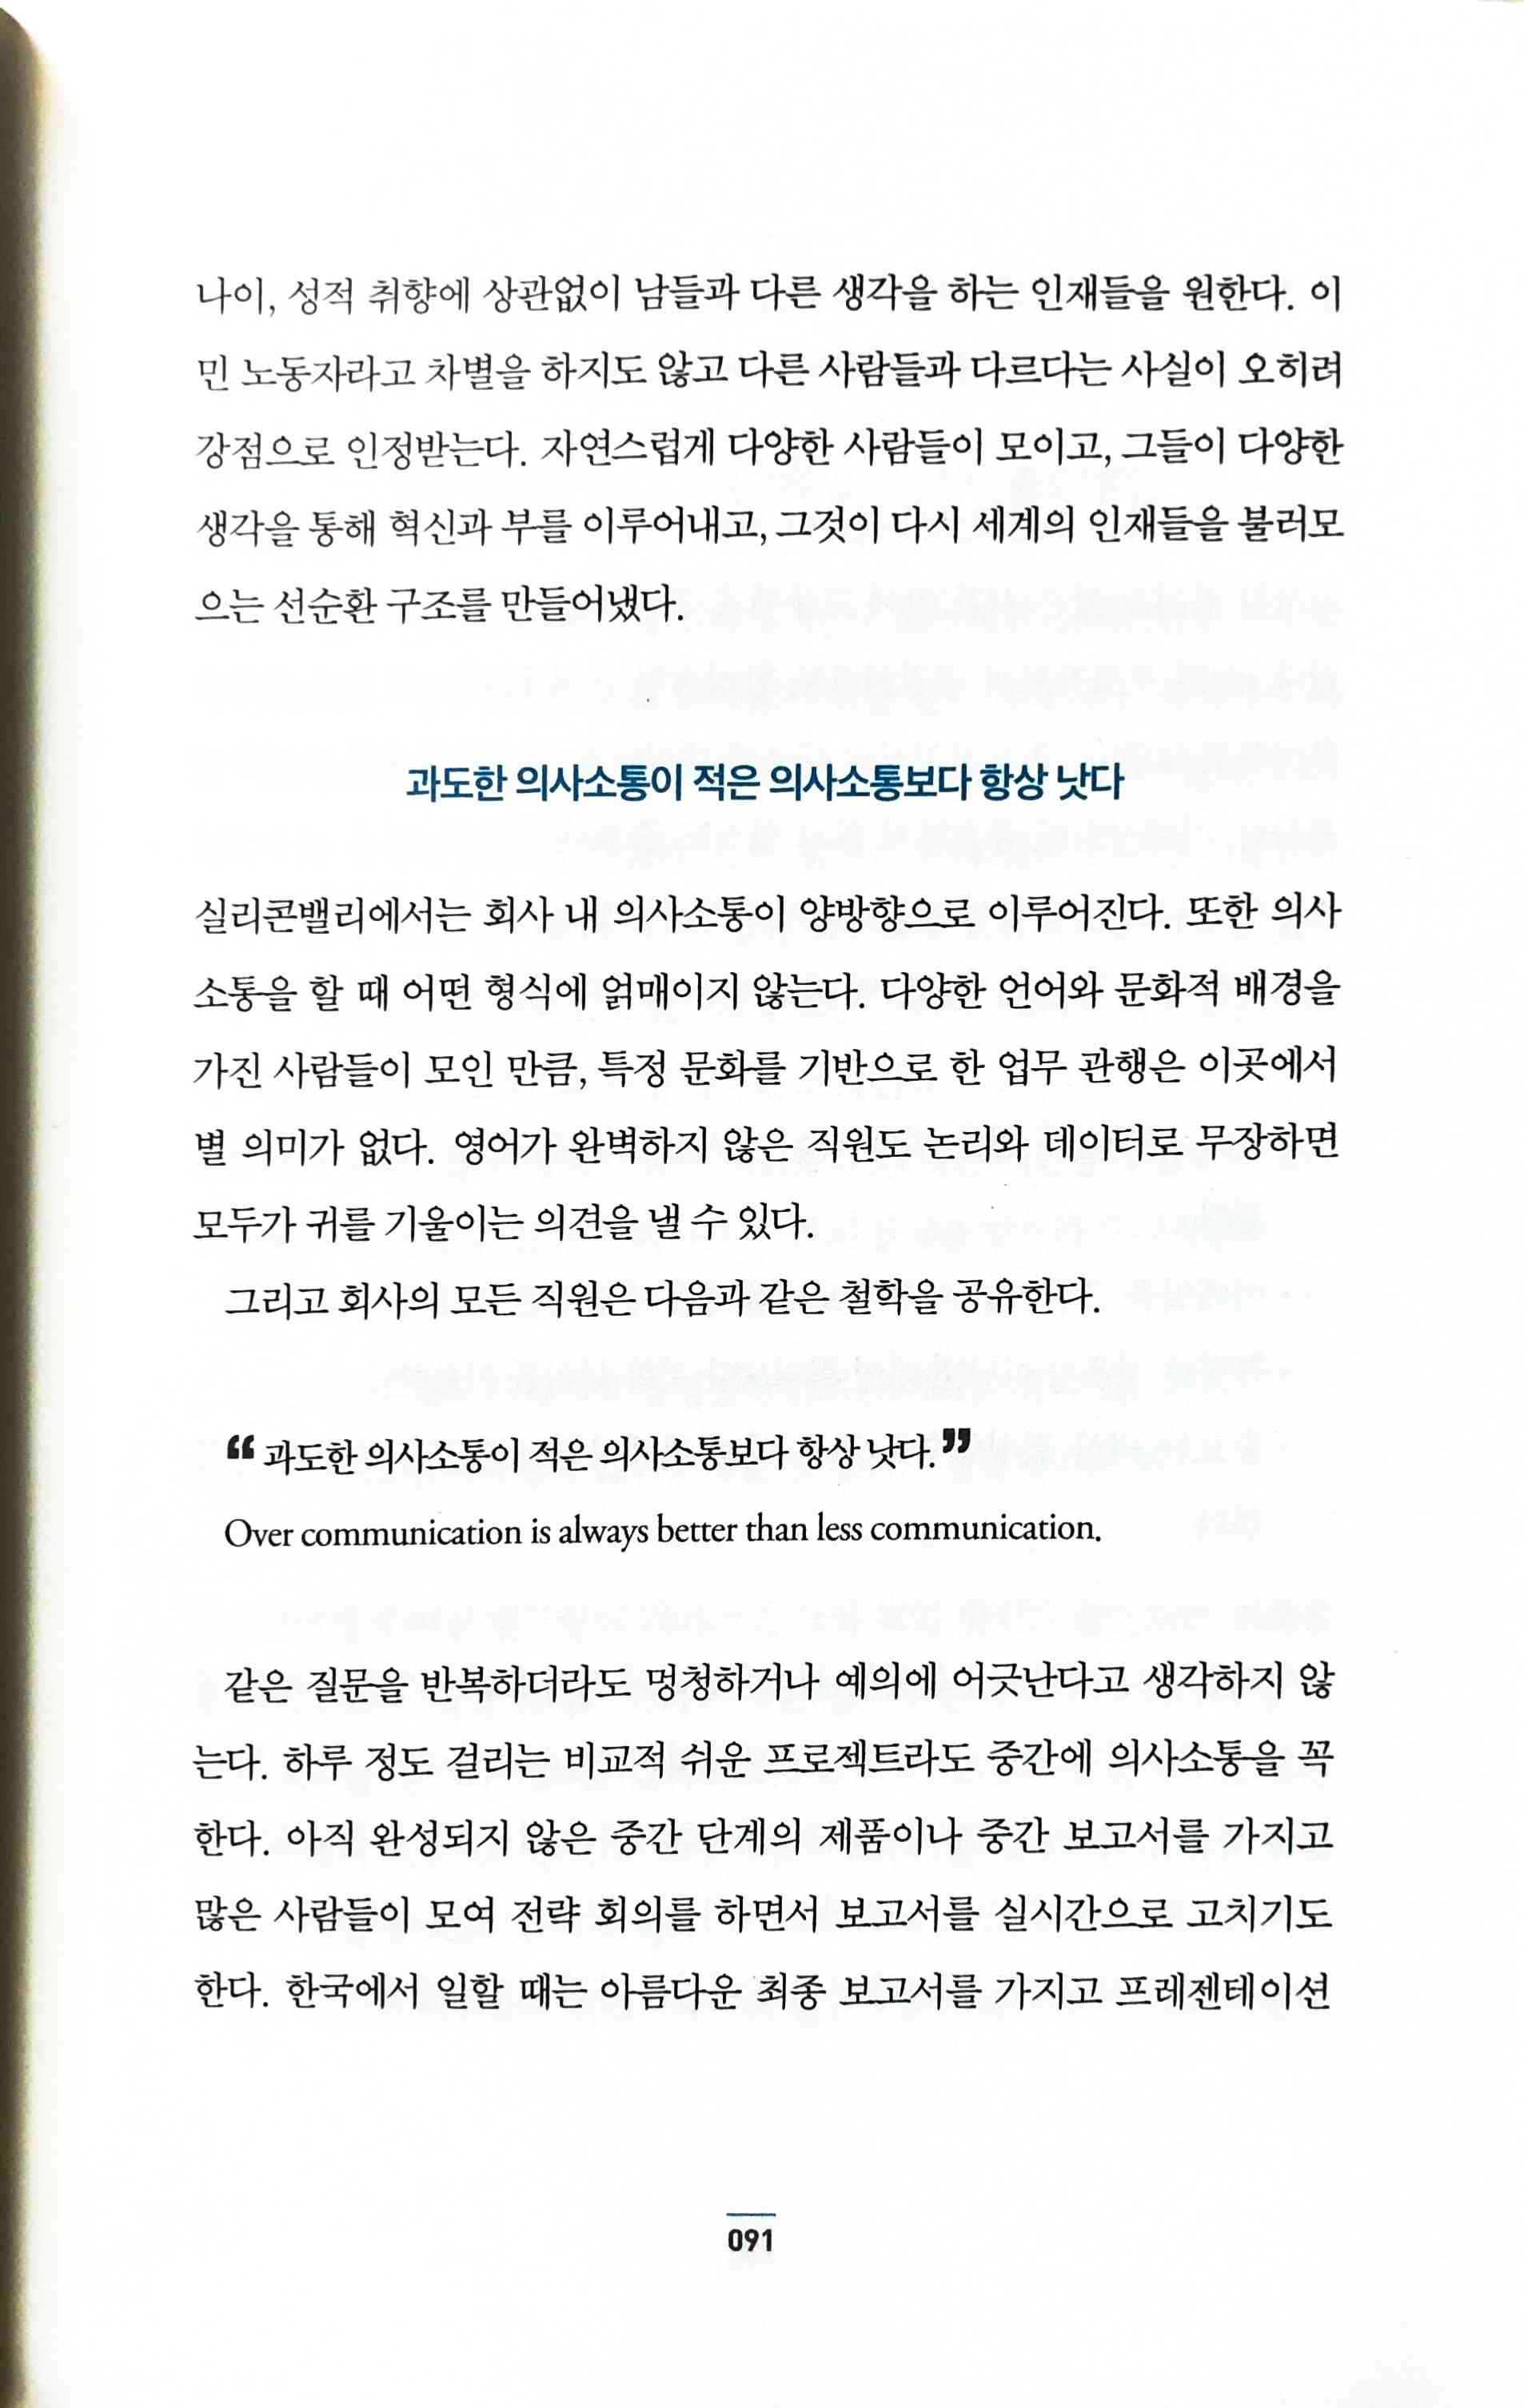 나이, 성적 취향에 상관없이 남들과 다른 생각을 하는 인재들을 원한다. 이
민 노동자라고 차별을 하지도 않고 다른 사람들과 다르다는 사실이 오히려
강점으로 인정받는다. 자연스럽게 다양한 사람들이 모이고, 그들이 다양한
생각을 통해 혁신과 부를 이루어내고, 그것이 다시 세계의 인재들을 불러모
으는 선순환 구조를 만들어냈다.
과도한 의사소통이 적은 의사소통보다 항상 낫다
실리콘밸리에서는 회사 내 의사소통이 양방향으로 이루어진다. 또한 의사
소통을 할 때 어떤 형식에 얽매이지 않는다. 다양한 언어와 문화적 배경을
가진 사람들이 모인 만큼, 특정 문화를 기반으로 한 업무 관행은 이곳에서
별 의미가 없다. 영어가 완벽하지 않은 직원도 논리와 데이터로 무장하면
모두가 귀를 기울이는 의견을 낼 수 있다.
그리고 회사의 모든 직원은 다음과 같은 철학을 공유한다.
“ 과도한 의사소통이 적은 의사소통보다 항상 낫다. ”
Over communication is always better than less communication.
같은 질문을 반복하더라도 멍청하거나 예의에 어긋난다고 생각하지 않
는다. 하루 정도 걸리는 비교적 쉬운 프로젝트라도 중간에 의사소통을 꼭
한다. 아직 완성되지 않은 중간 단계의 제품이나 중간 보고서를 가지고
많은 사람들이 모여 전략 회의를 하면서 보고서를 실시간으로 고치기도
한다. 한국에서 일할 때는 아름다운 최종 보고서를 가지고 프레젠테이션
091